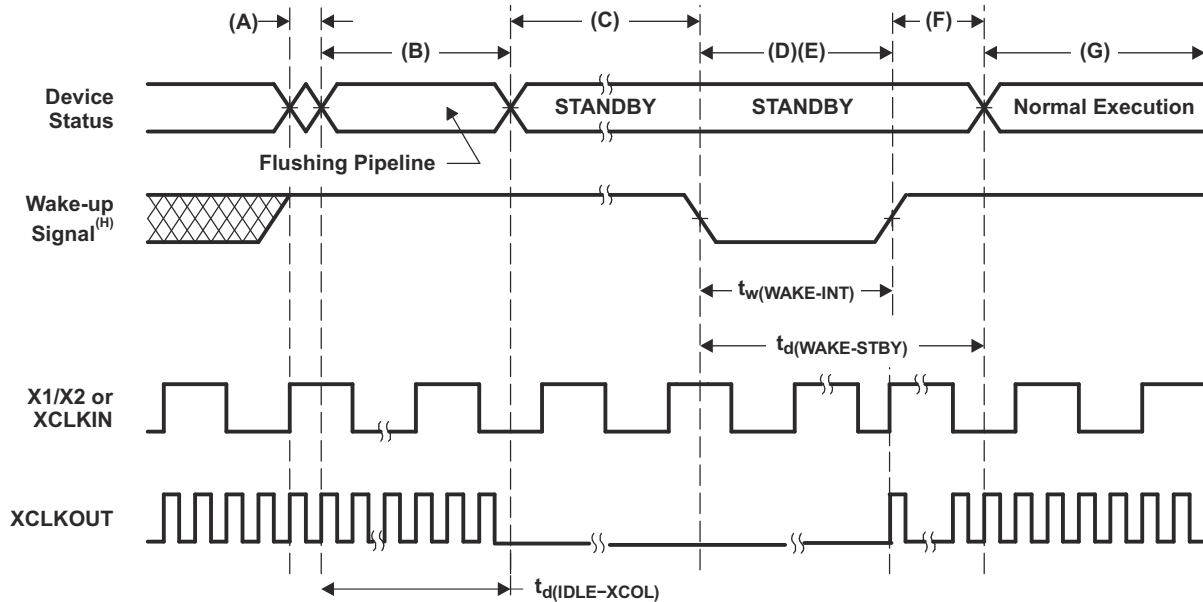 (A)
(B)
(C)
(D)(E)
(F)
(G)
Device
Status
STANDBY
STANDBY
Normal Execution
Flushing Pipeline
Wake-up
Signal(H)
tw(WAKE-INT)
td(WAKE-STBY)
X1/X2 or
XCLKIN
XCLKOUT
td(IDLE−XCOL)